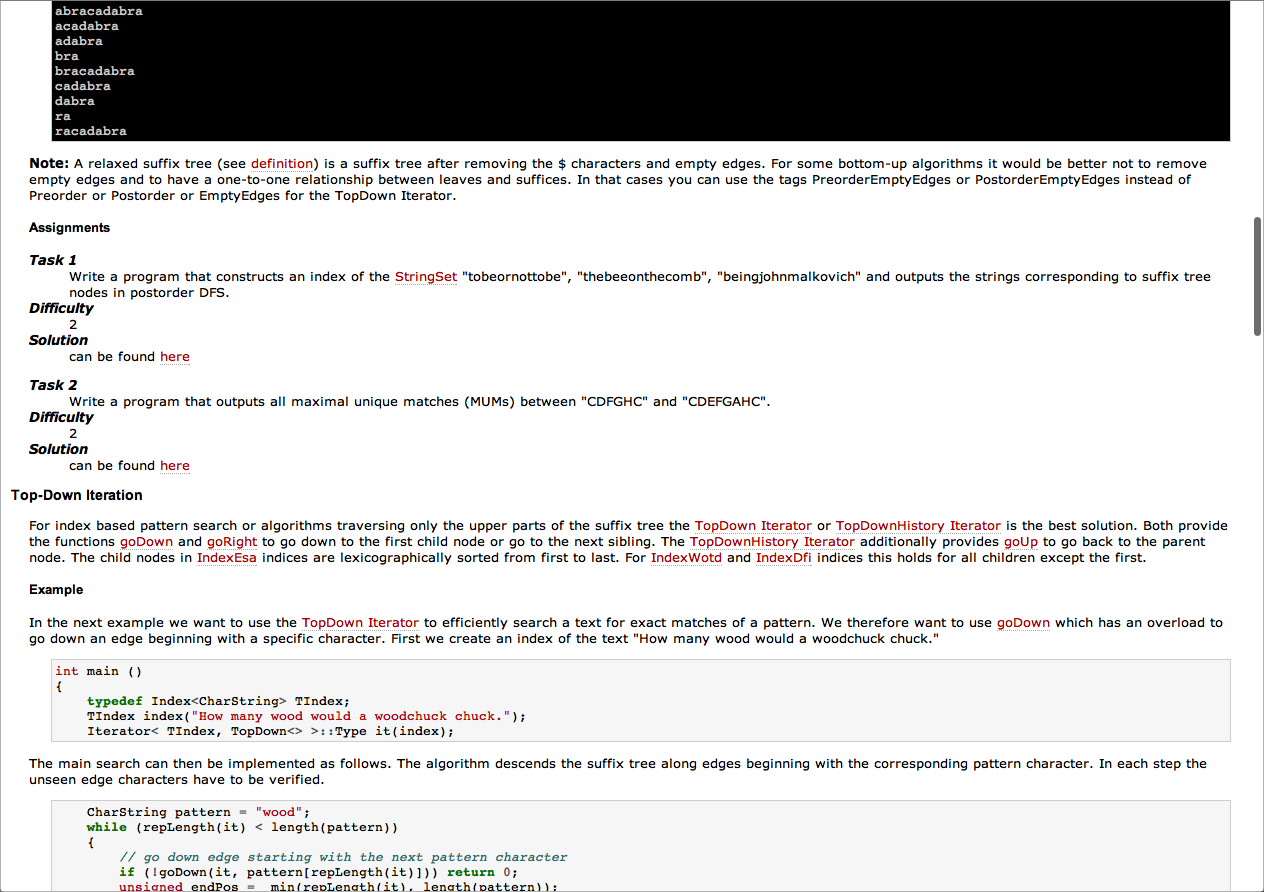 abracadabra
acadabra
adabra
bra
bracadabra
cadabra
dabra
ra
racadabra
Note: A relaxed suffix tree (see definition) is a suffix tree after removing the $ characters and empty edges. For some bottom-up algorithms it would be better not to remove
empty edges and to have a one-to-one relationship between leaves and suffices. In that cases you can use the tags PreorderEmptyEdges or PostorderEmptyEdges instead of
Preorder or Postorder or EmptyEdges for the TopDown Iterator.
Assignments
Task 1
Write a program that constructs an index of the StringSet "tobeornottobe", "thebeeonthecomb", "beingjohnmalkovich" and outputs the strings corresponding to suffix tree
nodes in postorder DFS.
Difficulty
2
Solution
can be found here
Task 2
Write a program that outputs all maximal unique matches (MUMs) between "CDFGHC" and "CDEFGAHC".
Difficulty
2
Solution
can be found here
Top-Down Iteration
For index based pattern search or algorithms traversing only the upper parts of the suffix tree the TopDown Iterator or TopDownHistory Iterator is the best solution. Both provide
the functions goDown and goRight to go down to the first child node or go to the next sibling. The TopDownHistory Iterator additionally provides goUp to go back to the parent
node. The child nodes in IndexEsa indices are lexicographically sorted from first to last. For IndexWotd and IndexDfi indices this holds for all children except the first.
Example
In the next example we want to use the TopDown Iterator to efficiently search a text for exact matches of a pattern. We therefore want to use goDown which has an overload to
go down an edge beginning with a specific character. First we create an index of the text "How many wood would a woodchuck chuck."
int main ()
{
    typedef Index<CharString> TIndex;
    TIndex index("How many wood would a woodchuck chuck.");
    Iterator< TIndex, TopDown<> >::Type it(index);
The main search can then be implemented as follows. The algorithm descends the suffix tree along edges beginning with the corresponding pattern character. In each step the
unseen edge characters have to be verified.
    CharString pattern = "wood";
    while (repLength(it) < length(pattern))
    {
        // go down edge starting with the next pattern character
        if (!goDown(it, pattern[repLength(it)])) return 0;
        unsigned endPos = _min(repLength(it), length(pattern));